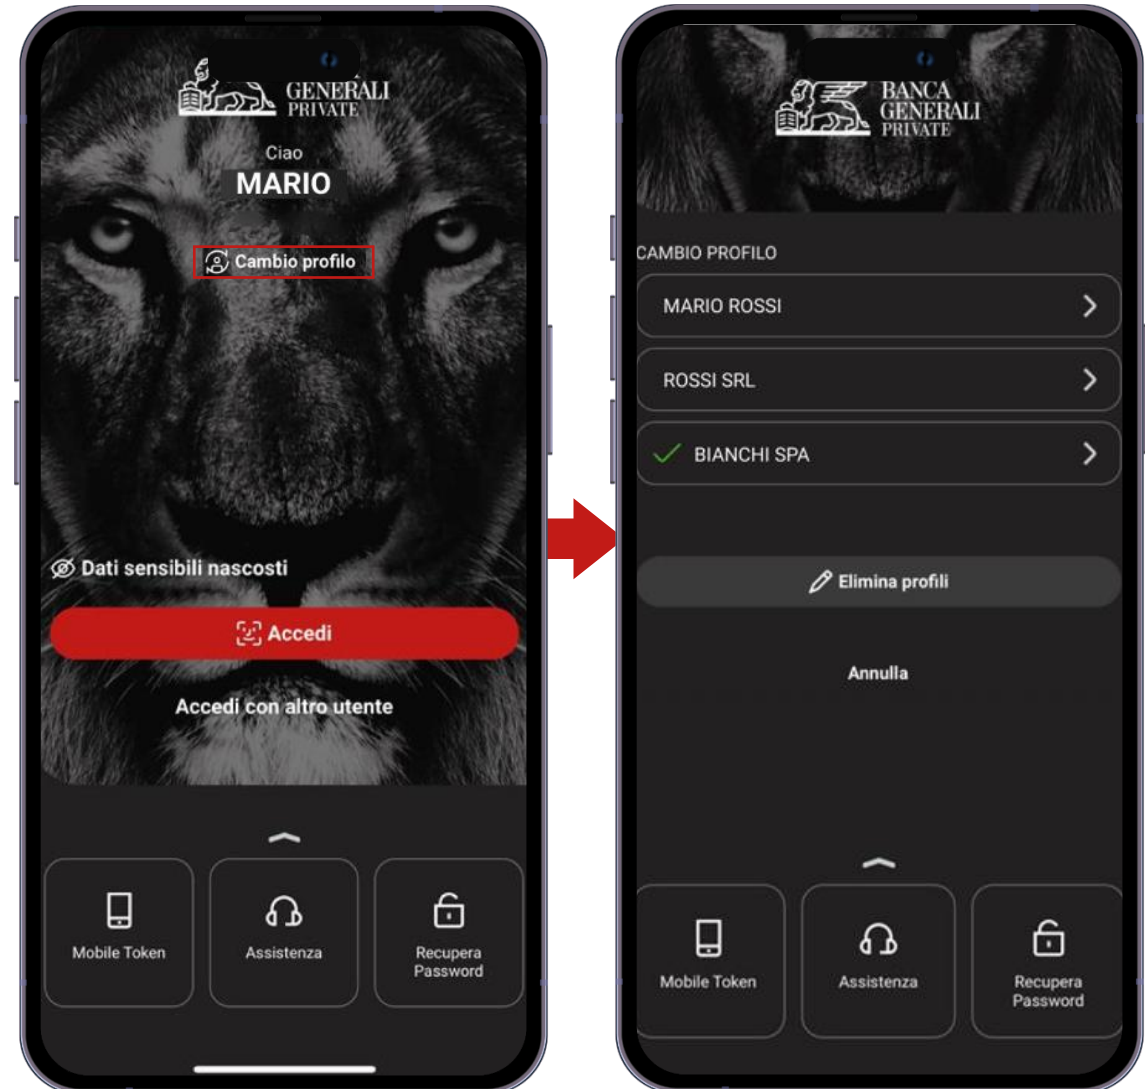 GENERALI
PRIVATE
Ciao
MARIO
Cambio profilo
Dati sensibili nascosti
Accedi
Accedi con altro utente
Mobile Token
Assistenza
Recupera
Password
BANCA
GENERALI
PRIVATE
CAMBIO PROFILO
MARIO ROSSI
ROSSI SRL
BIANCHI SPA
Elimina profili
Annulla
Mobile Token
Assistenza
Recupera
Password